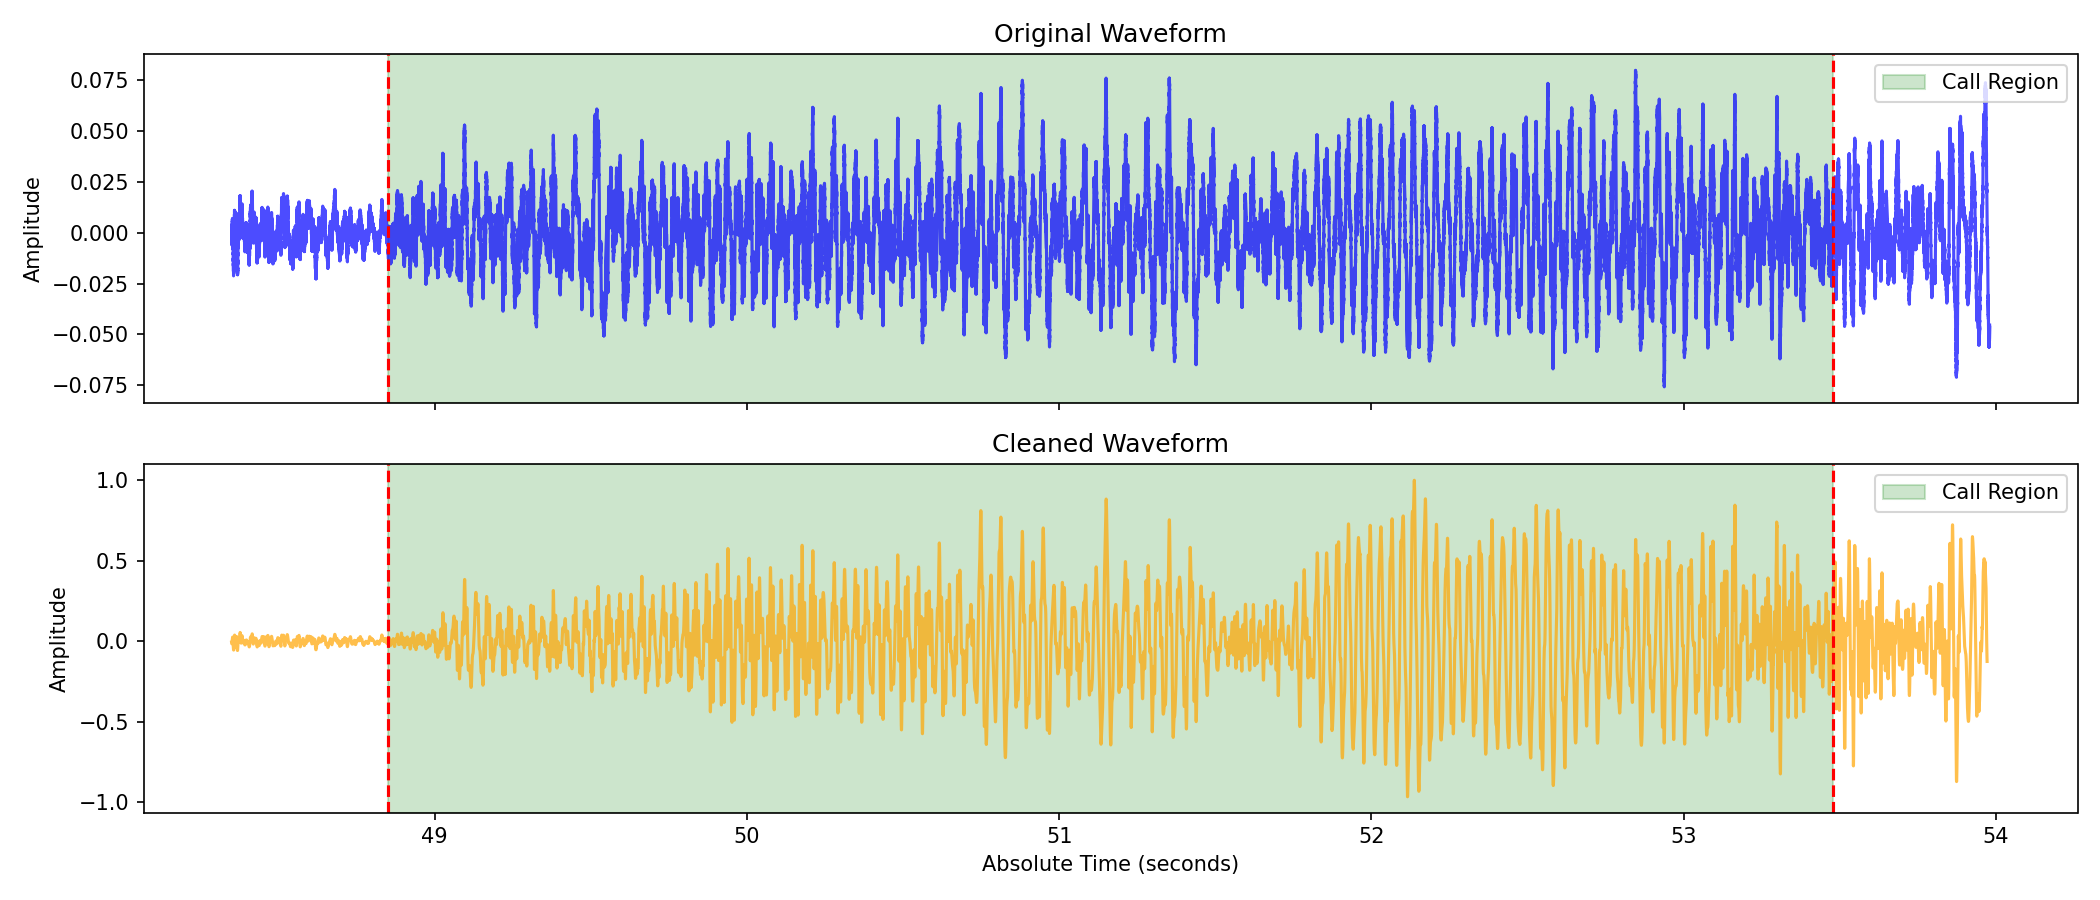 Original Waveform
Amplitude
0.075
0.050
0.025
0.000
−0.025
−0.050
−0.075
Call Region
Cleaned Waveform
Amplitude
1.0
0.5
0.0
−0.5
−1.0
Call Region
49 50 51 52 53 54
Absolute Time (seconds)